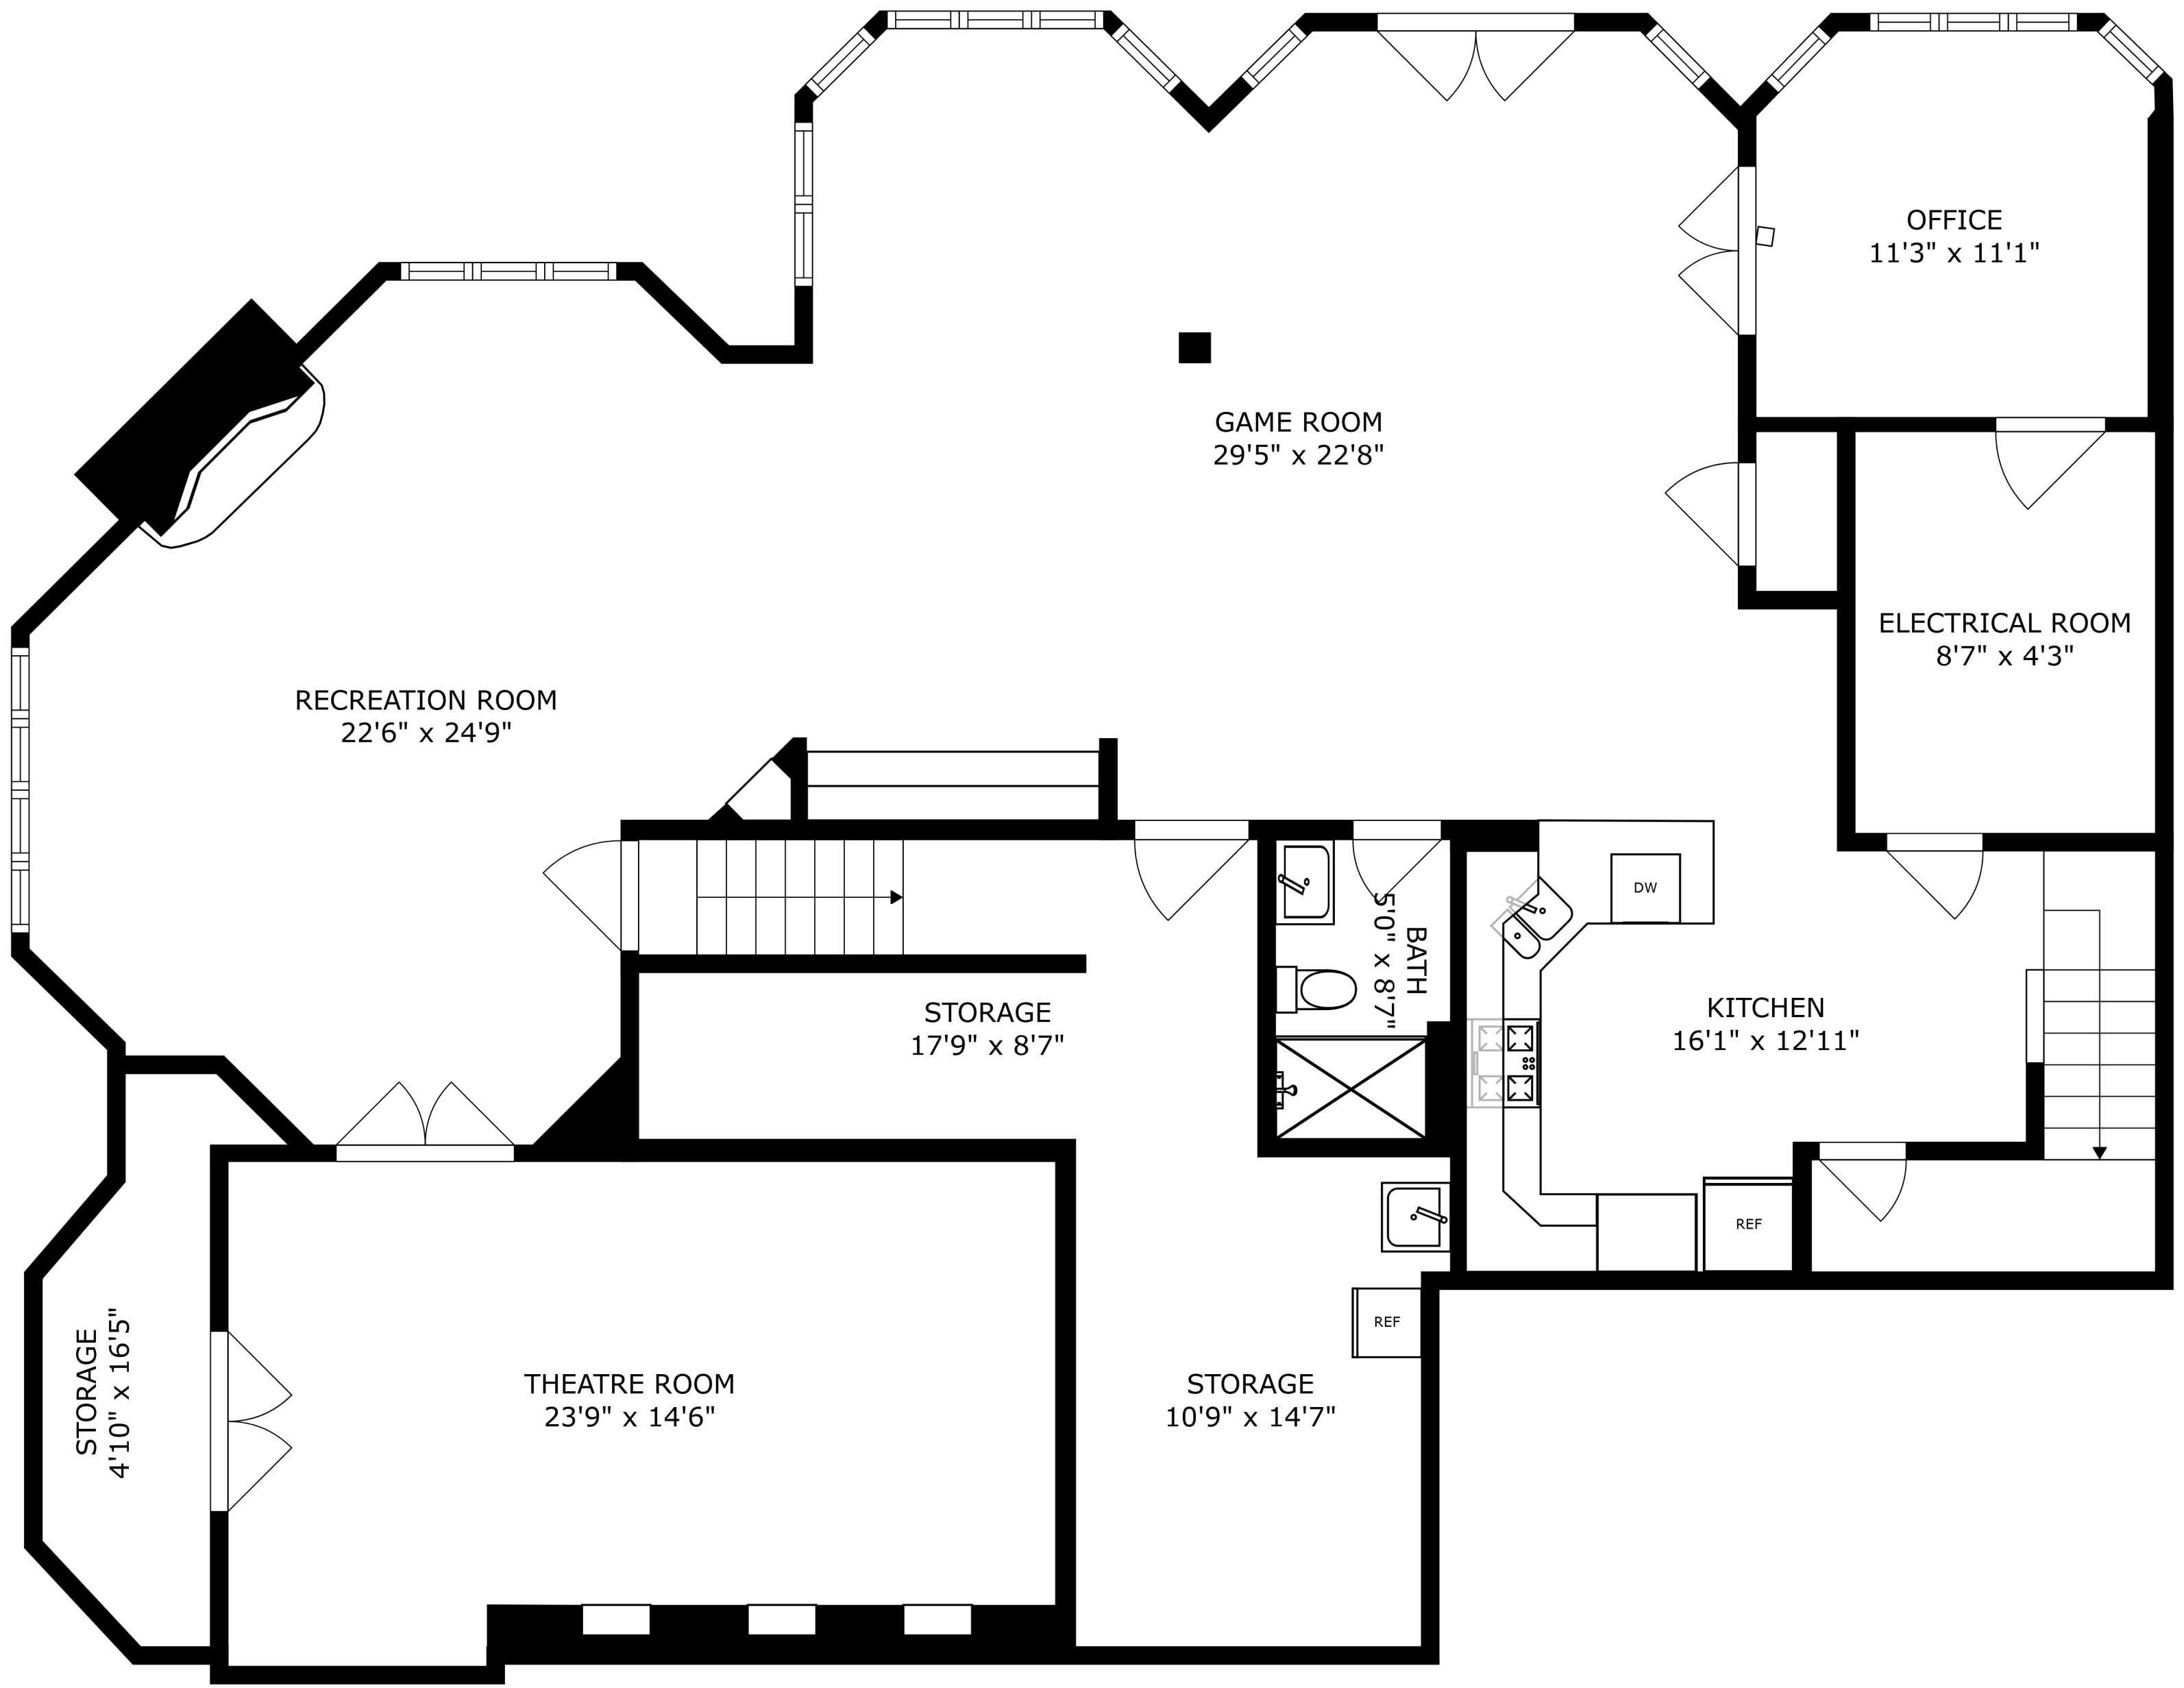 OFFICE
11'3" x 11'1"
GAME ROOM
29'5" x 22'8"
ELECTRICAL ROOM
8'7" x 4'3"
RECREATION ROOM
22'6" x 24'9"
DW
BATH
5'0" x 8'7"
STORAGE
17'9" x 8'7"
KITCHEN
16'1" x 12'11"
REF
REF
STORAGE
4'10" x 16'5"
THEATRE ROOM
23'9" x 14'6"
STORAGE
10'9" x 14'7"